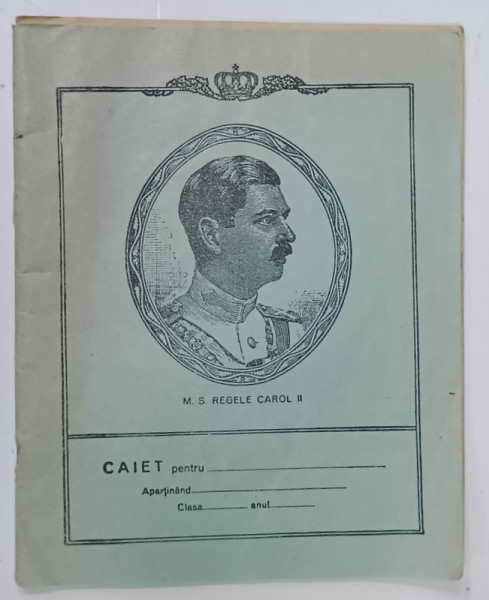 M. S. REGELE CAROL II
CAIET pentru
Aparținând
Clasa anul